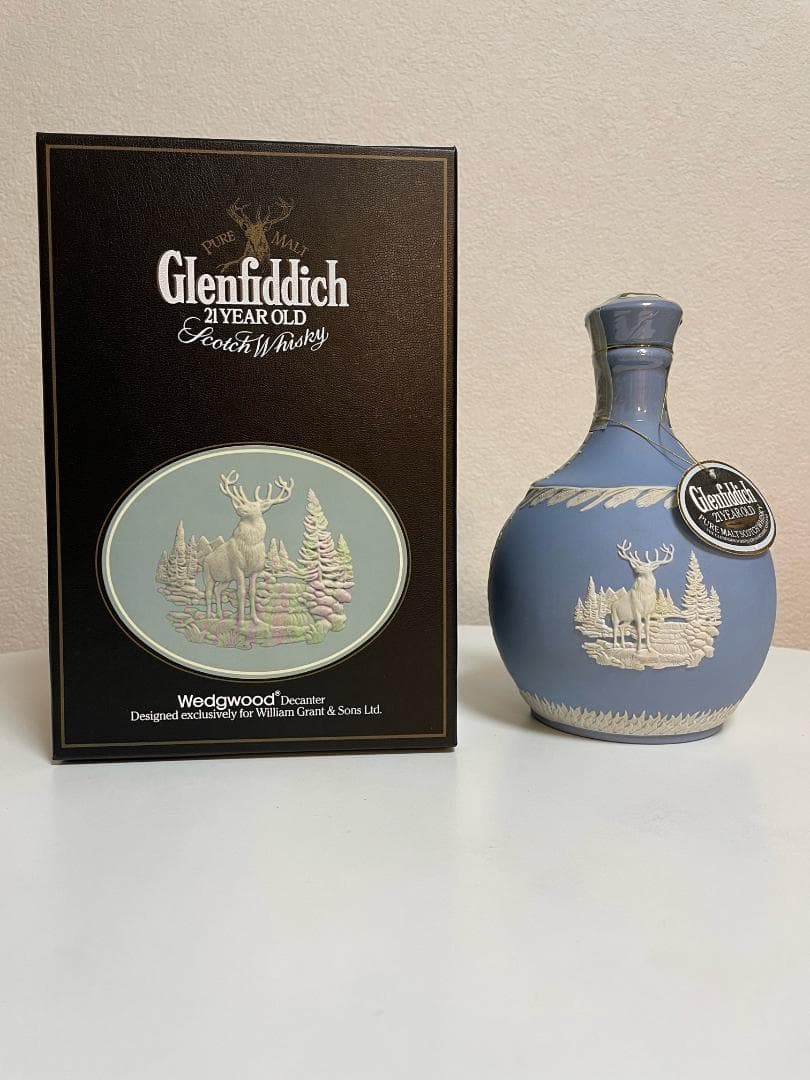 PURE MALT
Glenfiddich
21 YEAR OLD
Scotch Whisky
Wedgwood® Decanter
Designed exclusively for William Grant & Sons Ltd.
Glenfiddich
21 YEAR OLD
PURE MALT SCOTCH WHISKY